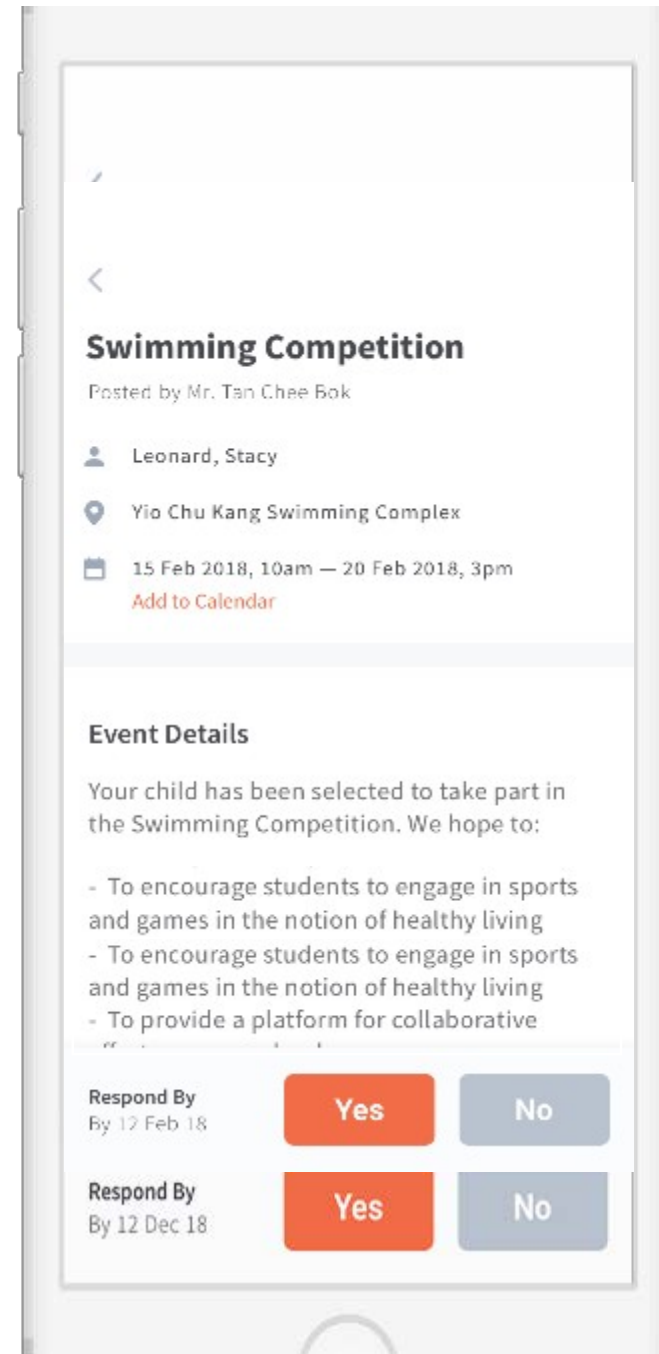 Swimming Competition
Posted by Mr. Tan Chee Bok
Leonard, Stacy
Yio Chu Kang Swimming Complex
15 Feb 2018, 10am — 20 Feb 2018, 3pm
Add to Calendar
Event Details
Your child has been selected to take part in
the Swimming Competition. We hope to:
- To encourage students to engage in sports
and games in the notion of healthy living
- To encourage students to engage in sports
and games in the notion of healthy living
- To provide a platform for collaborative
Respond By
By 12 Feb 18
Yes
No
Respond By
By 12 Dec 18
Yes
No